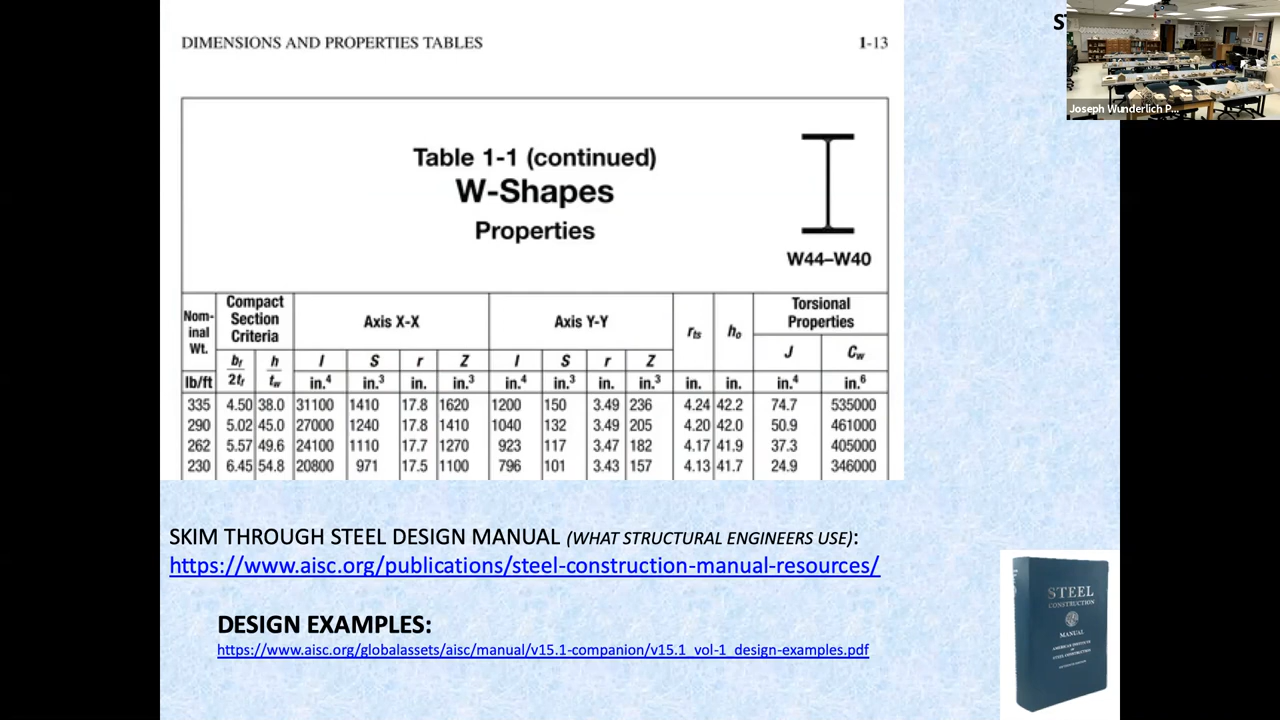 DIMENSIONS AND PROPERTIES TABLES 1-13
Table 1-1 (continued)
W-Shapes
Properties
W44–W40
Nom-
inal
Wt.
Compact
Section
Criteria
Axis X-X
Axis Y-Y
rts
ho
Torsional
Properties
bf
2tf
h
tw
I S r Z I S r Z J Cw
lb/ft in.4 in.3 in. in.3 in.4 in.3 in. in.3 in. in. in.4 in.6
335 4.50 38.0 31100 1410 17.8 1620 1200 150 3.49 236 4.24 42.2 74.7 535000
290 5.02 45.0 27000 1240 17.8 1410 1040 132 3.49 205 4.20 42.0 50.9 461000
262 5.57 49.6 24100 1110 17.7 1270 923 117 3.47 182 4.17 41.9 37.3 405000
230 6.45 54.8 20800 971 17.5 1100 796 101 3.43 157 4.13 41.7 24.9 346000
Joseph Wunderlich P...
SKIM THROUGH STEEL DESIGN MANUAL (WHAT STRUCTURAL ENGINEERS USE):
https://www.aisc.org/publications/steel-construction-manual-resources/
DESIGN EXAMPLES:
https://www.aisc.org/globalassets/aisc/manual/v15.1-companion/v15.1_vol-1_design-examples.pdf
STEEL
CONSTRUCTION
MANUAL
AMERICAN INSTITUTE
OF
STEEL CONSTRUCTION